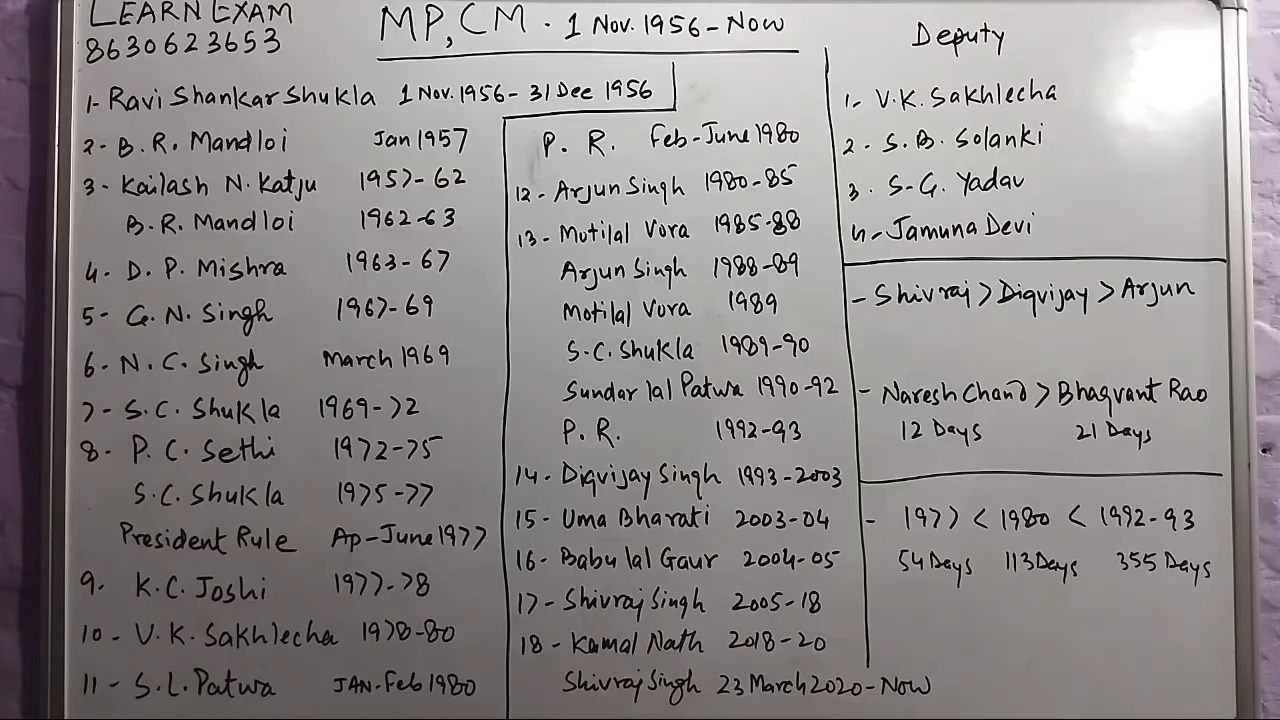 LEARN EXAM
8630623653
MP, CM . 1 Nov. 1956 - Now
1- Ravi Shankar Shukla 1 Nov. 1956 - 31 Dec 1956
2 - B. R. Mandloi Jan 1957
3 - Kailash N. Katju 1957 - 62
B. R. Mandloi 1962 - 63
4 - D. P. Mishra 1963 - 67
5 - G. N. Singh 1967 - 69
6 - N. C. Singh March 1969
7 - S. C. Shukla 1969 - 72
8 - P. C. Sethi 1972 - 75
S. C. Shukla 1975 - 77
President Rule Ap - June 1977
9. K. C. Joshi 1977 - 78
10 - V. K. Sakhlecha 1978 - 80
11 - S. L. Patwa JAN - Feb 1980
P. R. Feb - June 1980
12 - Arjun Singh 1980 - 85
13 - Motilal Vora 1985 - 88
Arjun Singh 1988 - 89
Motilal Vora 1989
S. C. Shukla 1989 - 90
Sundar lal Patwa 1990 - 92
P. R. 1992 - 93
14 - Digvijay Singh 1993 - 2003
15 - Uma Bharati 2003 - 04
16 - Babu lal Gaur 2004 - 05
17 - Shivraj Singh 2005 - 18
18 - Kamal Nath 2018 - 20
Shivraj Singh 23 March 2020 - Now
Deputy
1- V. K. Sakhlecha
2 - S. B. Solanki
3 . S - G. Yadav
4 - Jamuna Devi
- Shivraj > Digvijay > Arjun
- Naresh Chand > Bhagvant Rao
12 Days 21 Days
- 1977 < 1980 < 1992 - 93
54 Days 113 Days 355 Days